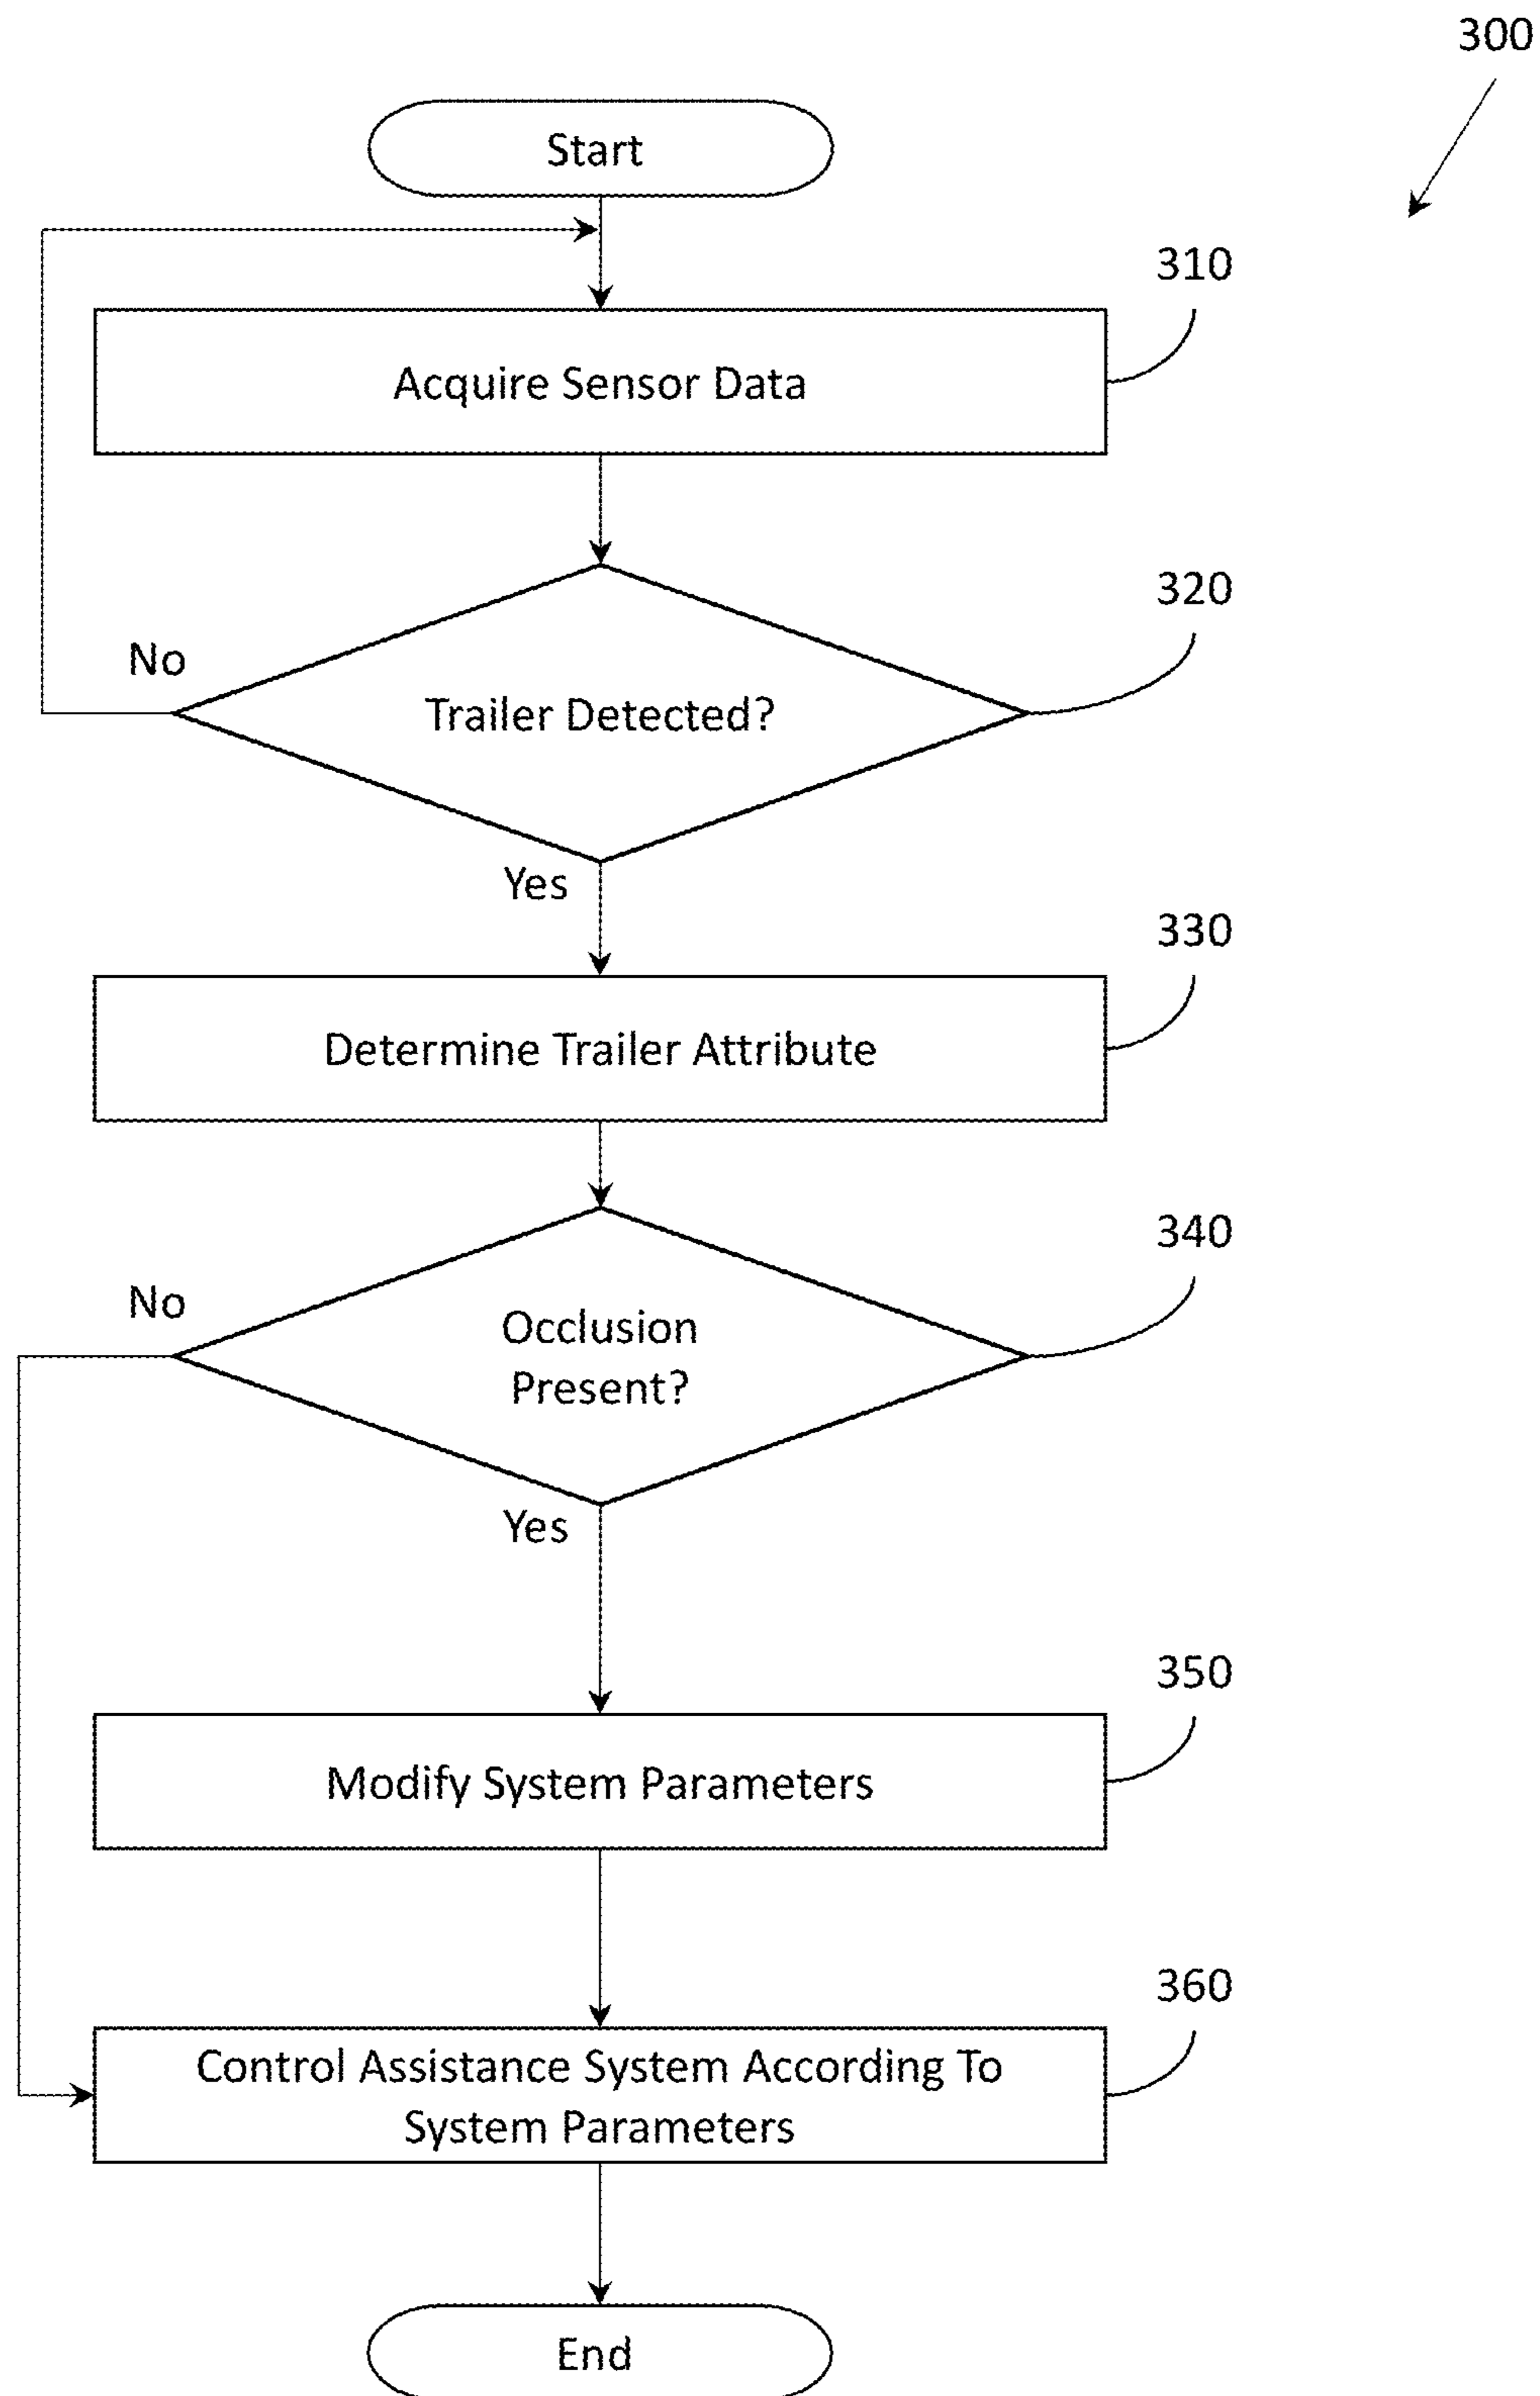 300
Start
310
Acquire Sensor Data
320
No
Trailer Detected?
Yes
330
Determine Trailer Attribute
340
No
Occlusion
Present?
Yes
350
Modify System Parameters
360
Control Assistance System According To
System Parameters
End